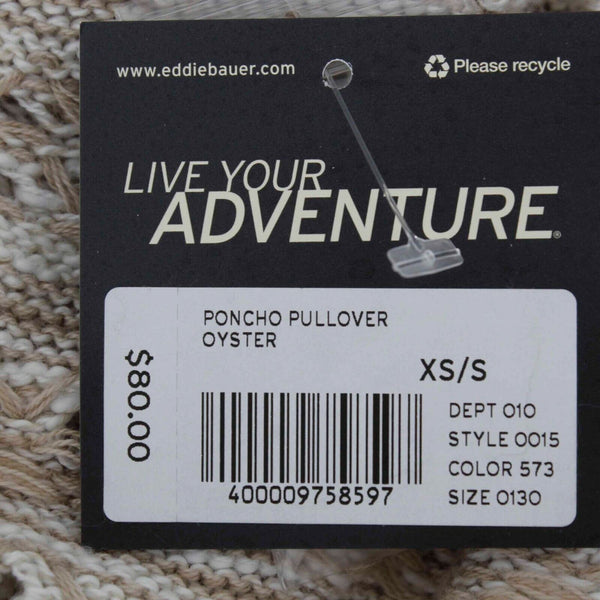 www.eddiebauer.com
Please recycle
LIVE YOUR
ADVENTURE®
PONCHO PULLOVER
OYSTER
XS/S
$80.00
DEPT 010
STYLE 0015
COLOR 573
SIZE 0130
400009758597